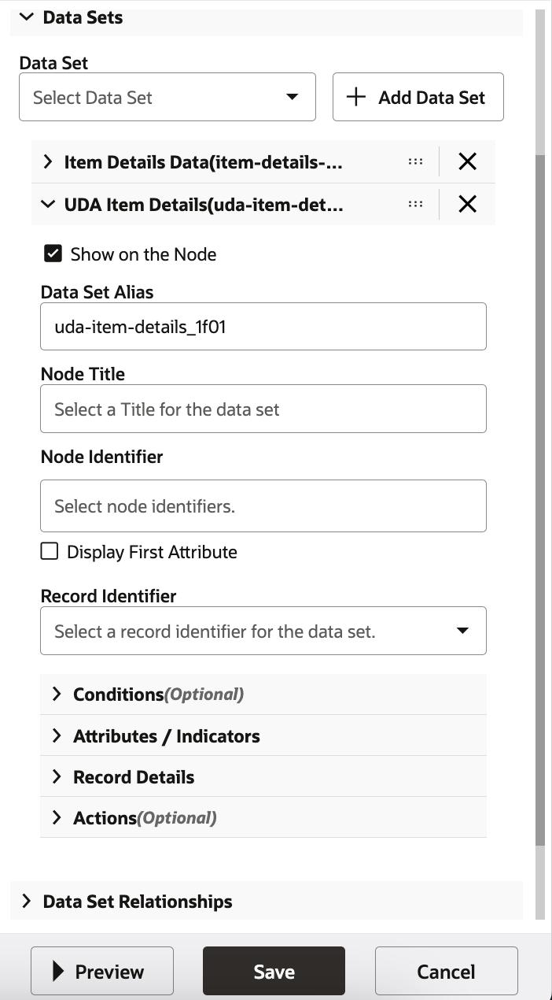 Data Sets
Data Set
Select Data Set
Add Data Set
Item Details Data(item-details-...
UDA Item Details(uda-item-det...
Show on the Node
Data Set Alias
uda-item-details_1f01
Node Title
Select a Title for the data set
Node Identifier
Select node identifiers.
Display First Attribute
Record Identifier
Select a record identifier for the data set.
Conditions(Optional)
Attributes / Indicators
Record Details
Actions(Optional)
Data Set Relationships
Preview Save Cancel